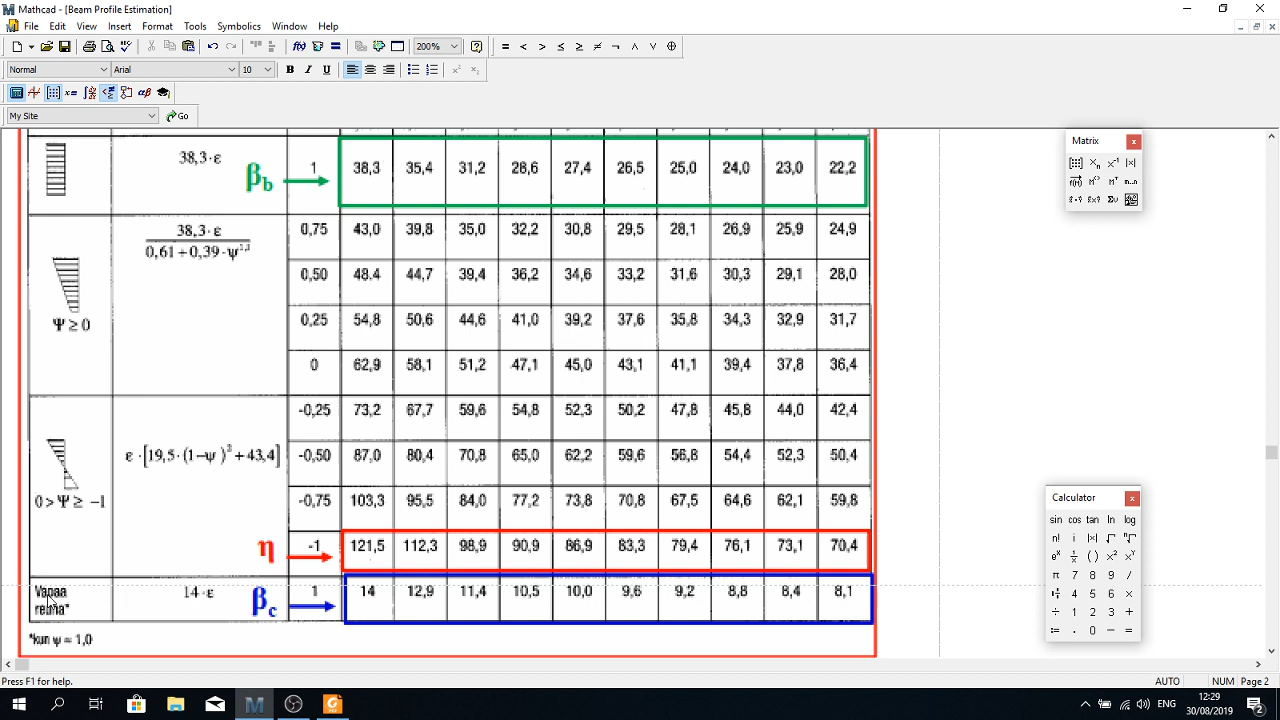 Mathcad - [Beam Profile Estimation]
File Edit View Insert Format Tools Symbolics Window Help
200%
= < > ≤ ≥ ≠ ¬ ∧ ∨ ⊕
Normal Arial 10 B I U
My Site Go
38,3·ε βb 1 38,3 35,4 31,2 28,6 27,4 26,5 25,0 24,0 23,0 22,2
38,3·ε 0,75 43,0 39,8 35,0 32,2 30,8 29,5 28,1 26,9 25,9 24,9
0,61+0,39·ψ
0,50 48.4 44,7 39,4 36,2 34,6 33,2 31,6 30,3 29,1 28,0
Ψ ≥ 0 0,25 54,8 50,6 44,6 41,0 39,2 37,6 35,8 34,3 32,9 31,7
0 62,9 58,1 51,2 47,1 45,0 43,1 41,1 39,4 37,8 36,4
-0,25 73,2 67,7 59,6 54,8 52,3 50,2 47,8 45,8 44,0 42,4
ε·[19,5·(1−ψ)²+43,4] -0,50 87,0 80,4 70,8 65,0 62,2 59,6 56,8 54,4 52,3 50,4
0 > Ψ ≥ −1 -0,75 103,3 95,5 84,0 77,2 73,8 70,8 67,5 64,6 62,1 59,8
η -1 121,5 112,3 98,9 90,9 86,9 83,3 79,4 76,1 73,1 70,4
Vapaa
reuna* 14·ε βc 1 14 12,9 11,4 10,5 10,0 9,6 9,2 8,8 8,4 8,1
*kun ψ = 1,0
Matrix
Calculator
sin cos tan ln log
n! i |x|
π 7 8 9 /
4 5 6 ×
÷ 1 2 3 +
:= . 0 − =
Press F1 for help. AUTO NUM Page 2
ENG 12:29
30/08/2019 2